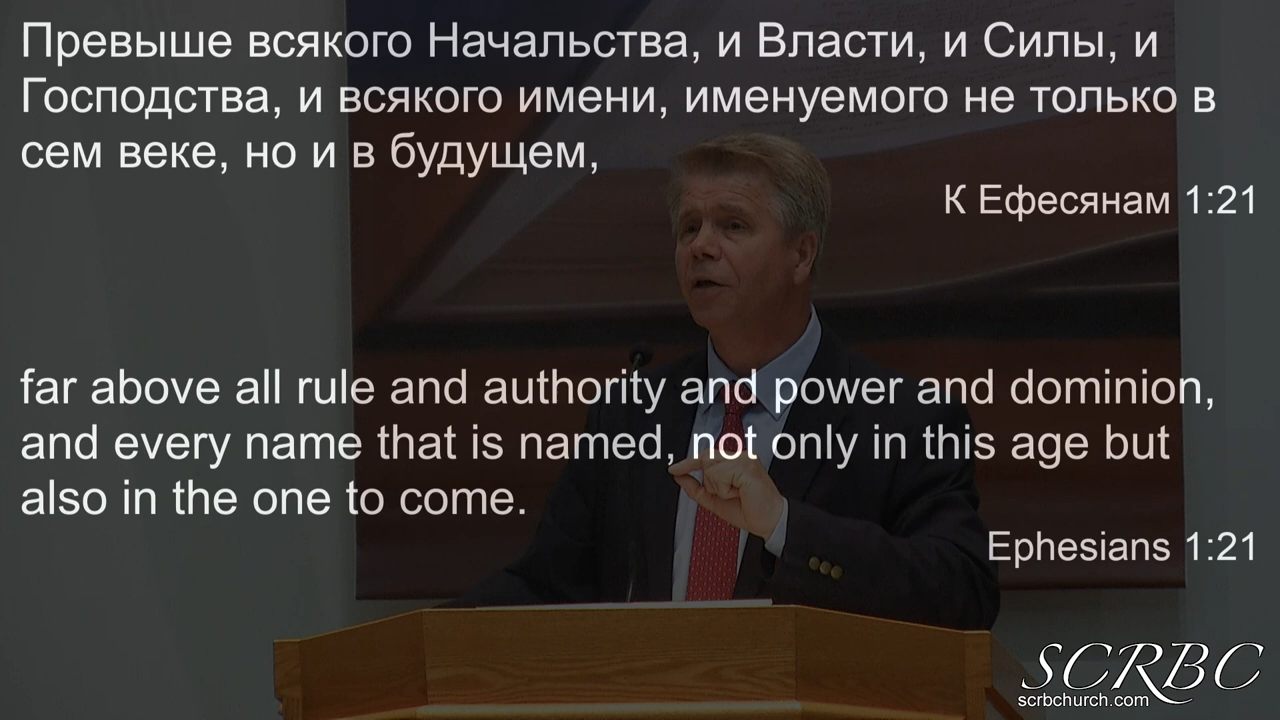 Превыше всякого Начальства, и Власти, и Силы, и
Господства, и всякого имени, именуемого не только в
сем веке, но и в будущем,
К Ефесянам 1:21
far above all rule and authority and power and dominion,
and every name that is named, not only in this age but
also in the one to come.
Ephesians 1:21
SCRBC
scrbchurch.com